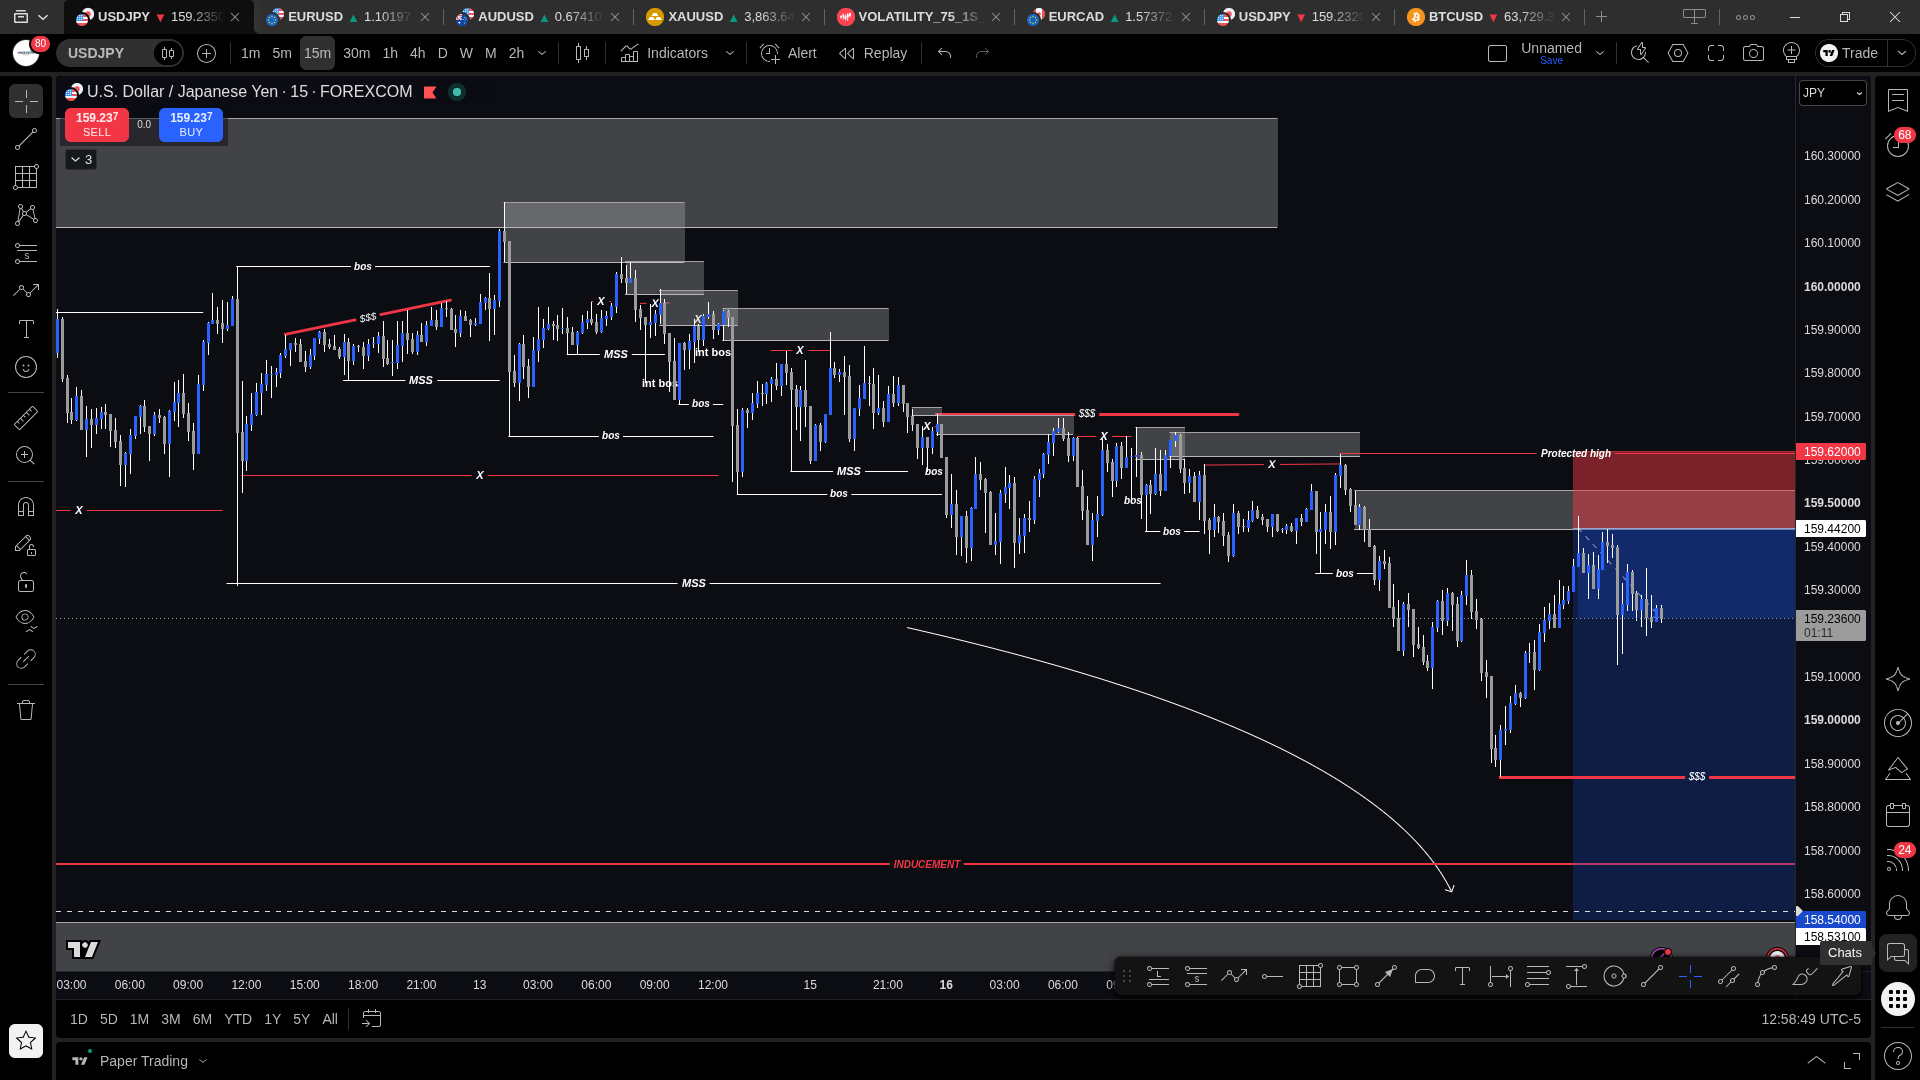 USDJPY 159.235
EURUSD 1.10197
AUDUSD 0.67410
XAUUSD 3,863.64
VOLATILITY_75_1S
EURCAD 1.57372
USDJPY 159.232
BTCUSD 63,729.
80
USDJPY
1m 5m 15m 30m 1h 4h D W M 2h
Indicators
Alert
Replay
Unnamed
Save
Trade
U.S. Dollar / Japanese Yen · 15 · FOREXCOM
JPY
159.237
SELL
0.0
159.237
BUY
3
68
160.30000
160.20000
160.10000
160.00000
159.90000
159.80000
159.70000
159.62000
159.50000
159.44200
159.40000
159.30000
159.23600
01:11
159.10000
159.00000
158.90000
158.80000
158.70000
158.60000
158.54000
158.53100
bos
$$$
MSS
X
X
X
MSS
int bos
int bos
bos
bos
X
X
MSS
X
X
MSS
bos
bos
$$$
X
bos
bos
X
bos
Protected high
$$$
INDUCEMENT
24
Chats
03:00 06:00 09:00 12:00 15:00 18:00 21:00 13 03:00 06:00 09:00 12:00 15 21:00 16 03:00 06:00
1D 5D 1M 3M 6M YTD 1Y 5Y All
12:58:49 UTC-5
Paper Trading